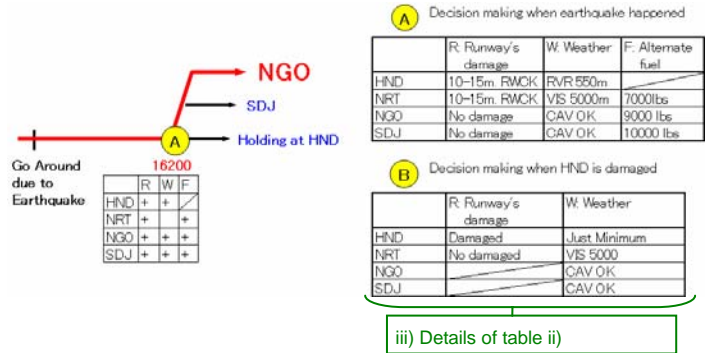 NGO
SDJ
A
Holding at HND
16200
Go Around
due to
Earthquake
R W F
HND + +
NRT + +
NGO + + +
SDJ + + +
A Decision making when earthquake happened
R: Runway's damage W: Weather F: Alternate fuel
HND 10-15m. RWCK RVR 550m
NRT 10-15m. RWCK VIS 5000m 7000lbs
NGO No damage CAV OK 9000 lbs
SDJ No damage CAV OK 10000 lbs
B Decision making when HND is damaged
R: Runway's damage W: Weather
HND Damaged Just Minimum
NRT No damaged VIS 5000
NGO CAV OK
SDJ CAV OK
iii) Details of table ii)